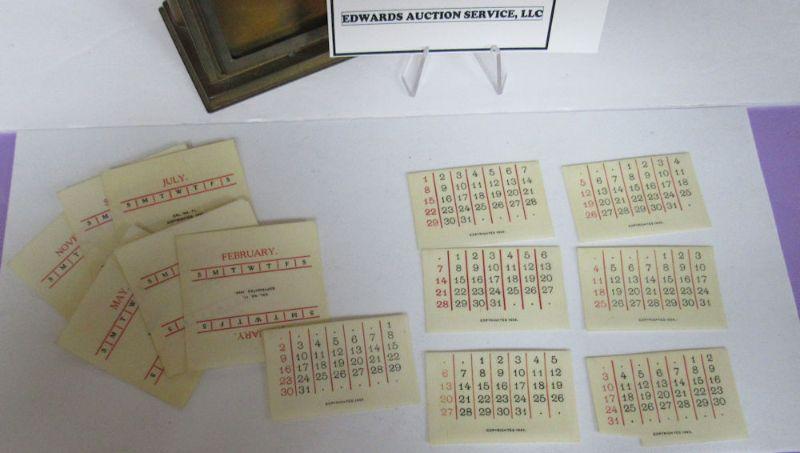 EDWARDS AUCTION SERVICE, LLC
JULY.
S M T W T F S
CAL. NO. 71.
S M
NOVE
S M T
MAY.
S M T W
S M T
FEBRUARY.
S M T W T F S
S M T W T F S
ARY.
1 2 3 4 5 6 7
8 9 10 11 12 13 14
15 16 17 18 19 20 21
22 23 24 25 26 27 28
29 30 31 . . . .
COPYRIGHTED
. . . 1 2 3 4
5 6 7 8 9 10 11
12 13 14 15 16 17 18
19 20 21 22 23 24 25
26 27 28 29 30 31 .
COPYRIGHTED
. 1 2 3 4 5 6
7 8 9 10 11 12 13
14 15 16 17 18 19 20
21 22 23 24 25 26 27
28 29 30 31 . . .
COPYRIGHTED
. . . . 1 2 3
4 5 6 7 8 9 10
11 12 13 14 15 16 17
18 19 20 21 22 23 24
25 26 27 28 29 30 31
COPYRIGHTED
. . . . . . 1
2 3 4 5 6 7 8
9 10 11 12 13 14 15
16 17 18 19 20 21 22
23 24 25 26 27 28 29
30 31 . . . . .
COPYRIGHTED
. . 1 2 3 4 5
6 7 8 9 10 11 12
13 14 15 16 17 18 19
20 21 22 23 24 25 26
27 28 29 30 31 . .
COPYRIGHTED
. . . . . 1 2
3 4 5 6 7 8 9
10 11 12 13 14 15 16
17 18 19 20 21 22 23
24 25 26 27 28 29 30
31 . . . . . .
COPYRIGHTED